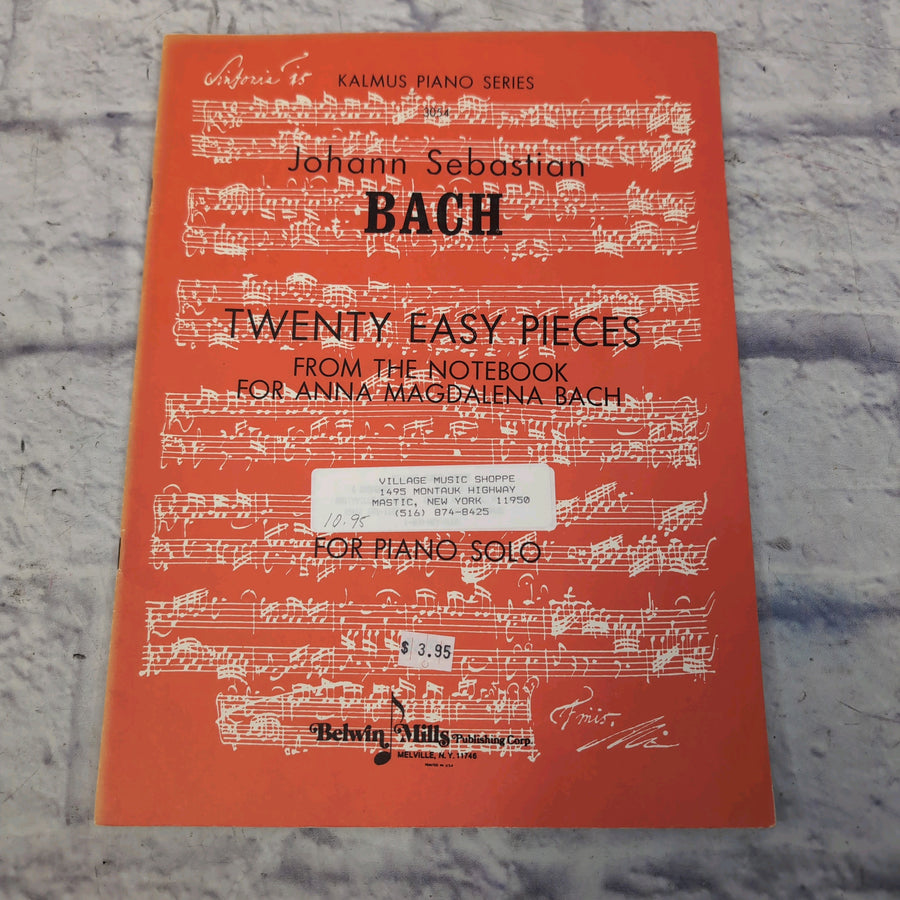 Sinfonia 15
KALMUS PIANO SERIES
Johann Sebastian
BACH
TWENTY EASY PIECES
FROM THE NOTEBOOK
FOR ANNA MAGDALENA BACH
VILLAGE MUSIC SHOPPE
1495 MONTAUK HIGHWAY
MASTIC, NEW YORK 11950
(516) 874-8425
10.95
FOR PIANO SOLO
$ 3.95
Belwin Mills Publishing Corp.
MELVILLE, N.Y. 11746
PRINTED IN U.S.A.